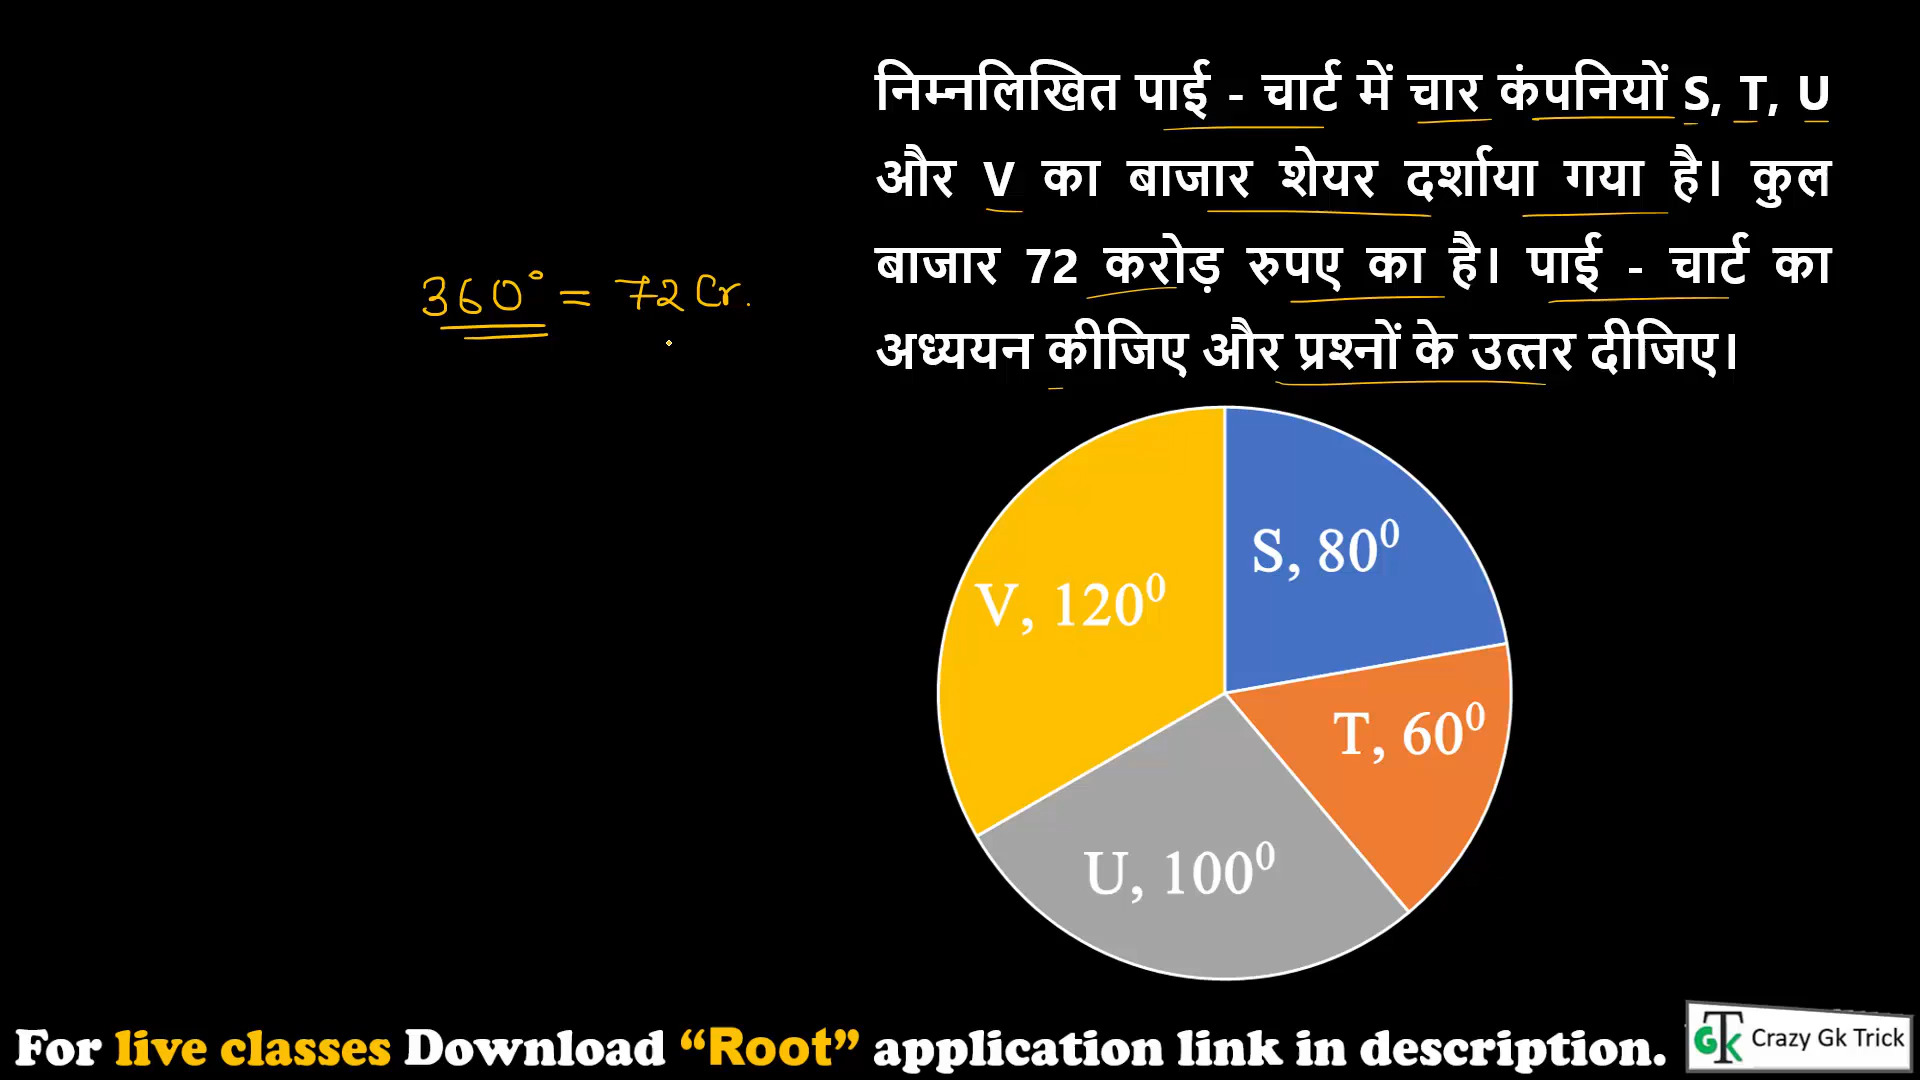 निम्नलिखित पाई - चार्ट में चार कंपनियों S, T, U
और V का बाजार शेयर दर्शाया गया है। कुल
बाजार 72 करोड़ रुपए का है। पाई - चार्ट का
अध्ययन कीजिए और प्रश्नों के उत्तर दीजिए।
360° = 72 Cr.
S, 80⁰
V, 120⁰
T, 60⁰
U, 100⁰
For live classes Download “Root” application link in description.
GTK Crazy Gk Trick